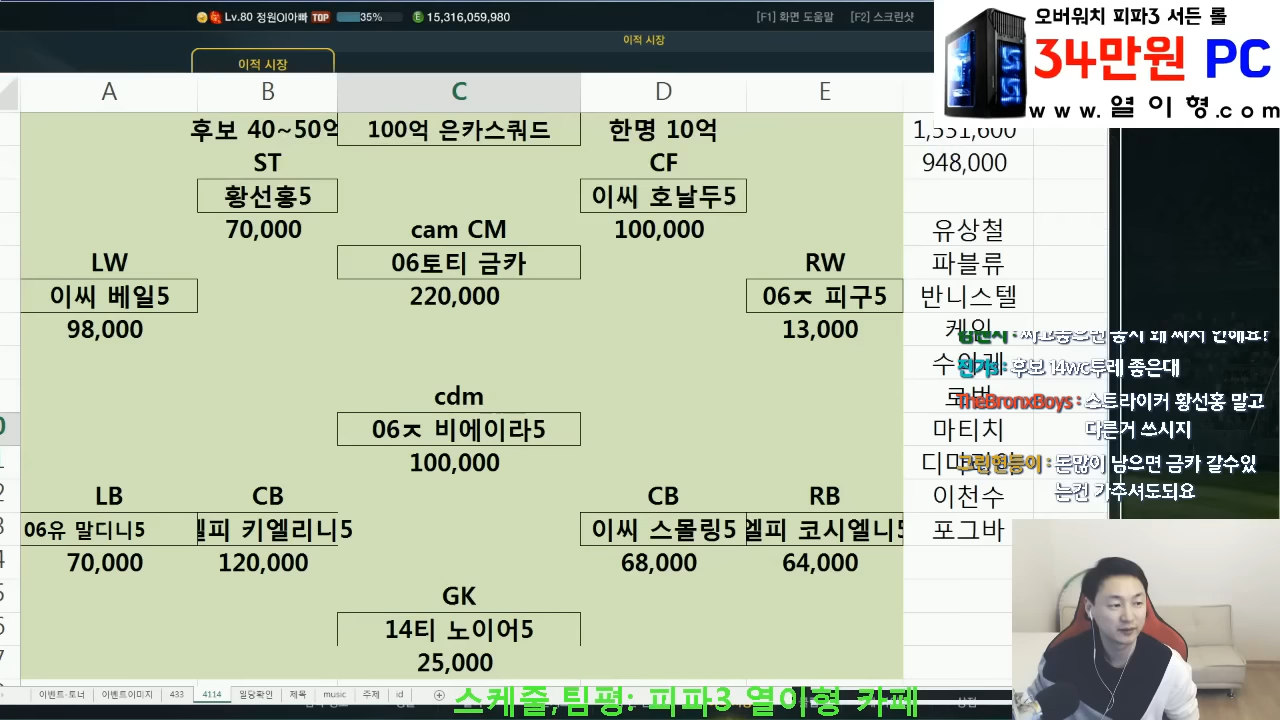 Lv.80 정원OI아빠 TOP 35% 15,316,059,980
[F1] 화면 도움말 [F2] 스크린샷
이적 시장
이적 시장
오버워치 피파3 서든 롤
34만원 PC
www.열이형.com
A B C D E
후보 40~50억 100억 은카스쿼드 한명 10억
948,000
ST CF
황선홍5 이씨 호날두5
70,000 cam CM 100,000 유상철
LW 06토티 금카 RW 파블류
이씨 베일5 220,000 06ㅈ 피구5 반니스텔
98,000 13,000 케인
전가s : 후보 14wc투레 좋은대
cdm
TheBronxBoys : 스트라이커 황선홍 말고
다른거 쓰시지
06ㅈ 비에이라5 마티치
100,000
그린현등이 : 돈많이 남으면 금카 갈수있
는건 가주셔도되요
LB CB CB RB 이천수
06유 말디니5 키엘리니5 이씨 스몰링5 코시엘니5 포그바
70,000 120,000 68,000 64,000
GK
14티 노이어5
25,000
이벤트-토너 이벤트이미지 433 4114 일당확인 제목 music 주제 id
스케줄,팀평: 피파3 열이형 카페